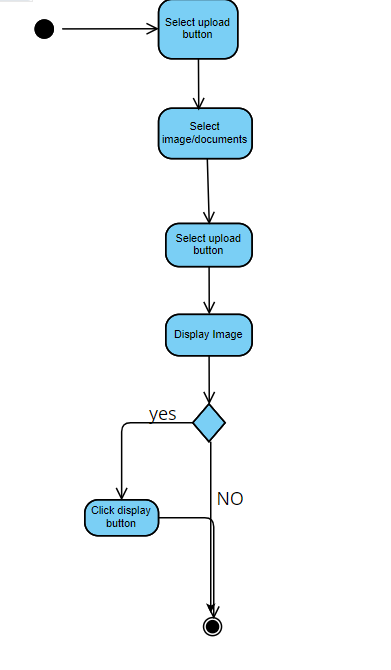 Select upload
button
Select
image/documents
Select upload
button
Display Image
yes
NO
Click display
button